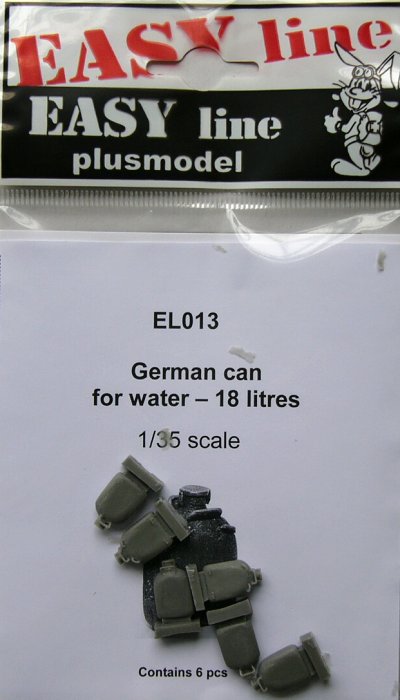 EASY line
EASY line
plusmodel
EL013
German can
for water – 18 litres
1/35 scale
Contains 6 pcs